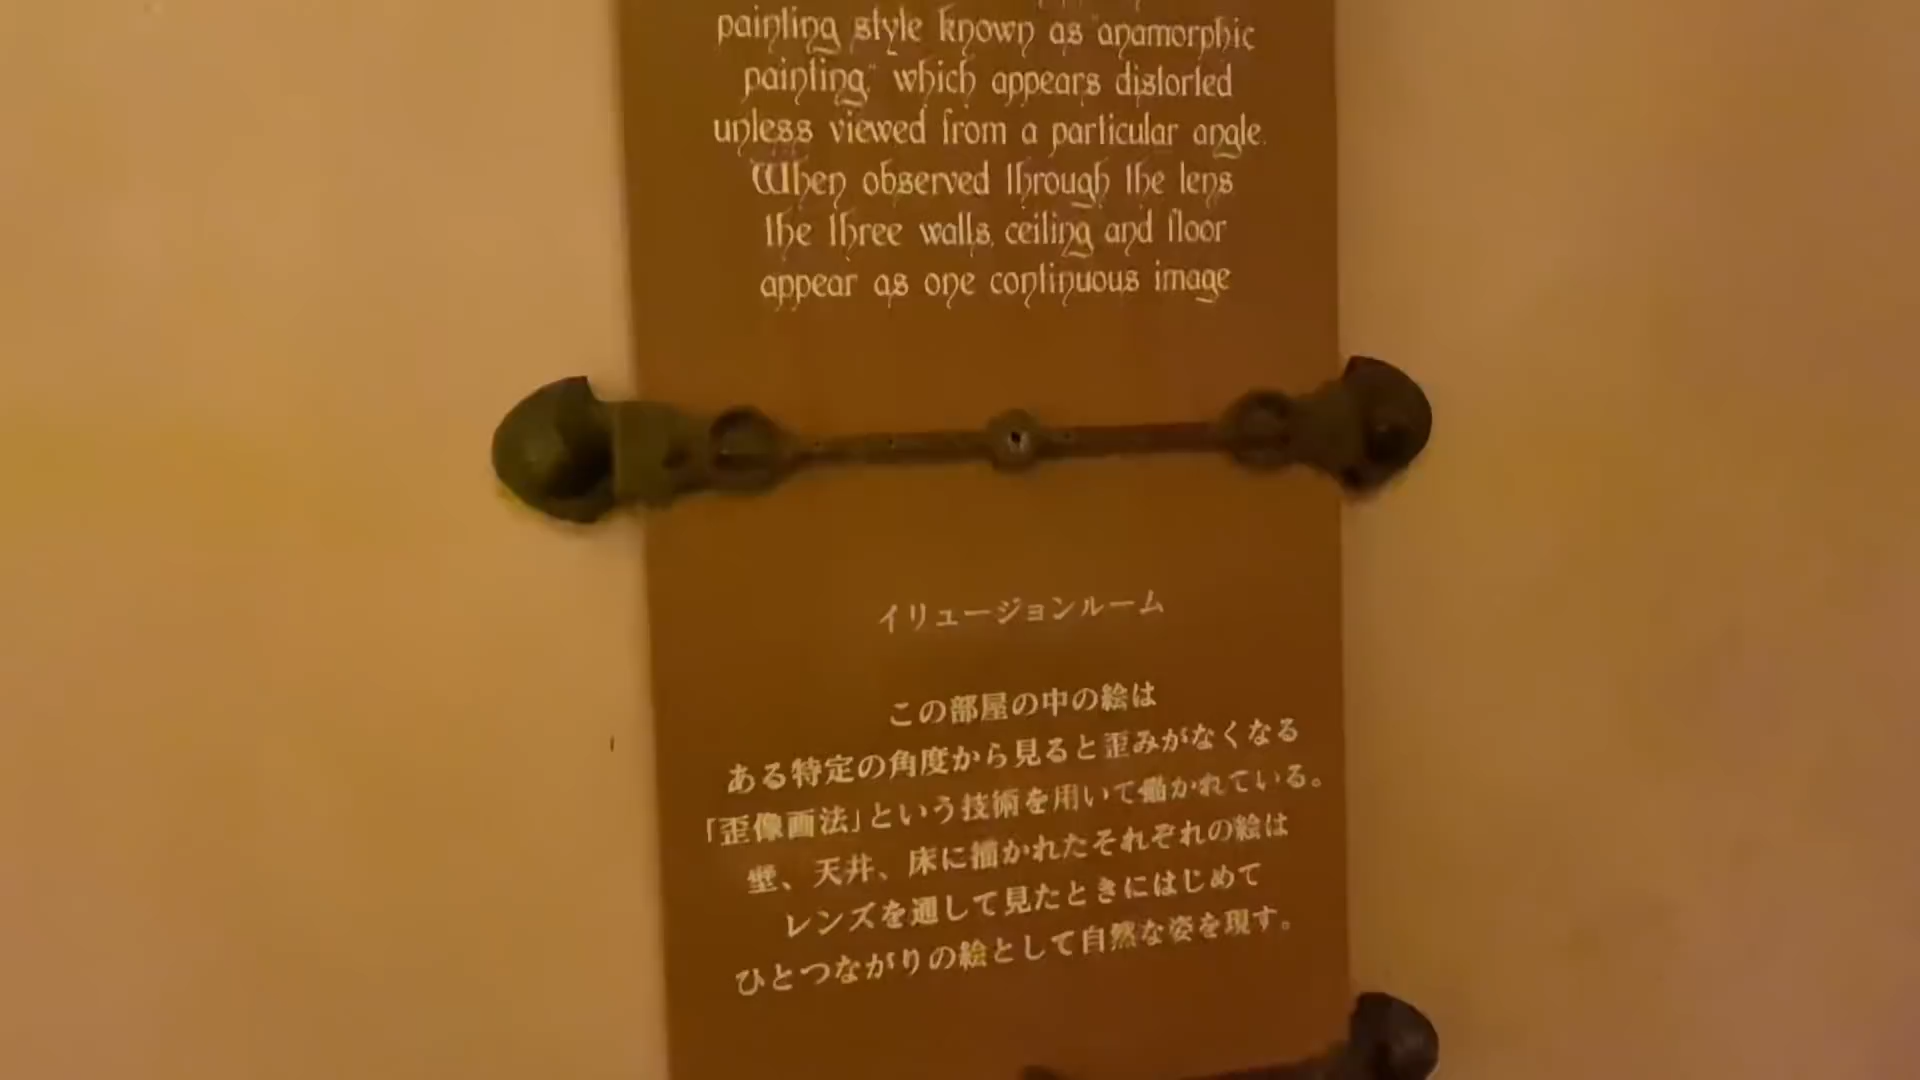 painting style known as "anamorphic
painting," which appears distorted
unless viewed from a particular angle.
When observed through the lens
the three walls, ceiling and floor
appear as one continuous image
イリュージョンルーム
この部屋の中の絵は
ある特定の角度から見ると歪みがなくなる
「歪像画法」という技術を用いて描かれている。
壁、天井、床に描かれたそれぞれの絵は
レンズを通して見たときにはじめて
ひとつながりの絵として自然な姿を現す。